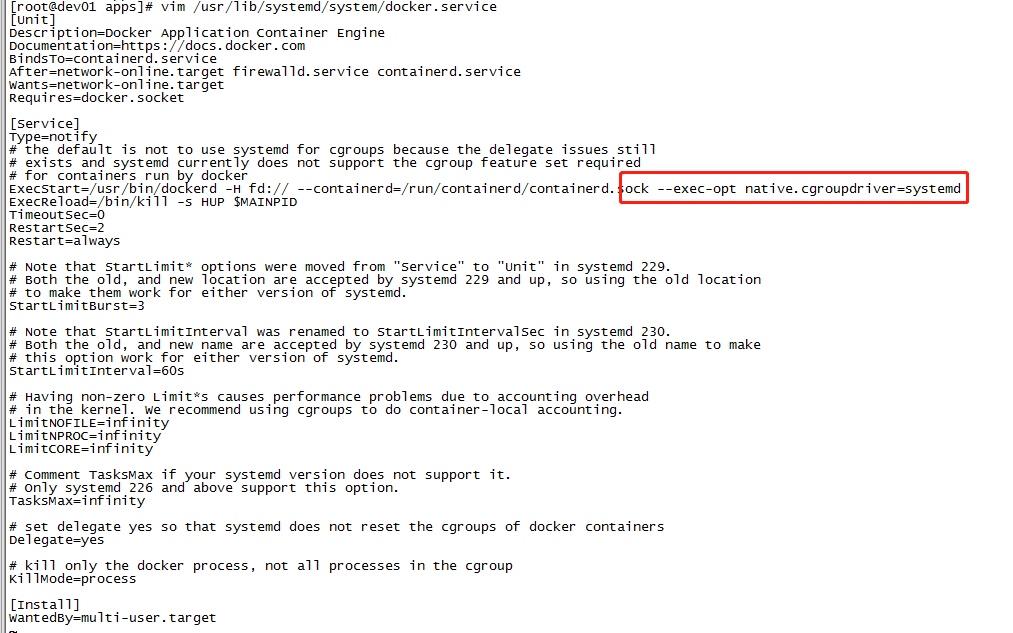 [root@dev01 apps]# vim /usr/lib/systemd/system/docker.service
[Unit]
Description=Docker Application Container Engine
Documentation=https://docs.docker.com
BindsTo=containerd.service
After=network-online.target firewalld.service containerd.service
Wants=network-online.target
Requires=docker.socket
[Service]
Type=notify
# the default is not to use systemd for cgroups because the delegate issues still
# exists and systemd currently does not support the cgroup feature set required
# for containers run by docker
ExecStart=/usr/bin/dockerd -H fd:// --containerd=/run/containerd/containerd.sock --exec-opt native.cgroupdriver=systemd
ExecReload=/bin/kill -s HUP $MAINPID
TimeoutSec=0
RestartSec=2
Restart=always
# Note that StartLimit* options were moved from "Service" to "Unit" in systemd 229.
# Both the old, and new location are accepted by systemd 229 and up, so using the old location
# to make them work for either version of systemd.
StartLimitBurst=3
# Note that StartLimitInterval was renamed to StartLimitIntervalSec in systemd 230.
# Both the old, and new name are accepted by systemd 230 and up, so using the old name to make
# this option work for either version of systemd.
StartLimitInterval=60s
# Having non-zero Limit*s causes performance problems due to accounting overhead
# in the kernel. We recommend using cgroups to do container-local accounting.
LimitNOFILE=infinity
LimitNPROC=infinity
LimitCORE=infinity
# Comment TasksMax if your systemd version does not support it.
# Only systemd 226 and above support this option.
TasksMax=infinity
# set delegate yes so that systemd does not reset the cgroups of docker containers
Delegate=yes
# kill only the docker process, not all processes in the cgroup
KillMode=process
[Install]
WantedBy=multi-user.target
~